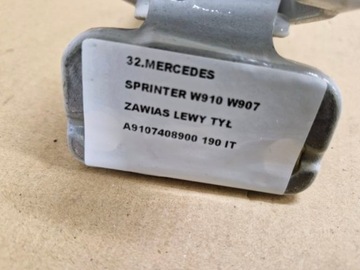 32.MERCEDES
SPRINTER W910 W907
ZAWIAS LEWY TYŁ
A9107408900 190 IT